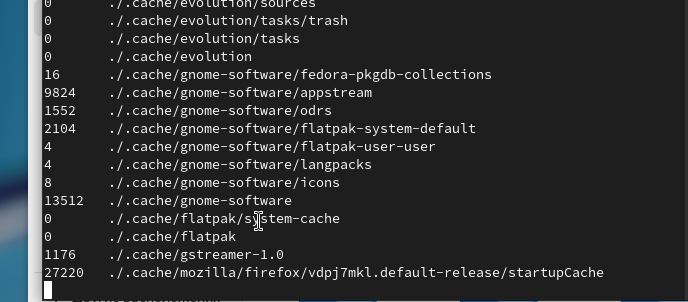 0 ./.cache/evolution/sources
0 ./.cache/evolution/tasks/trash
0 ./.cache/evolution/tasks
0 ./.cache/evolution
16 ./.cache/gnome-software/fedora-pkgdb-collections
9824 ./.cache/gnome-software/appstream
1552 ./.cache/gnome-software/odrs
2104 ./.cache/gnome-software/flatpak-system-default
4 ./.cache/gnome-software/flatpak-user-user
4 ./.cache/gnome-software/langpacks
8 ./.cache/gnome-software/icons
13512 ./.cache/gnome-software
0 ./.cache/flatpak/system-cache
0 ./.cache/flatpak
1176 ./.cache/gstreamer-1.0
27220 ./.cache/mozilla/firefox/vdpj7mkl.default-release/startupCache